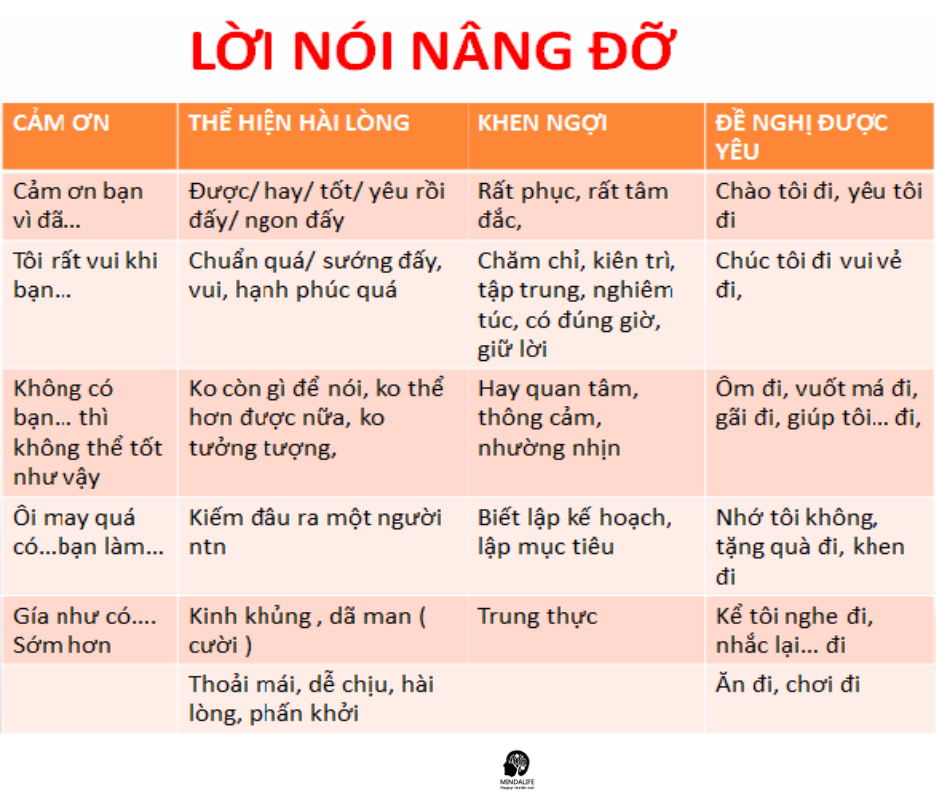 LỜI NÓI NÂNG ĐỠ
CẢM ƠN
THỂ HIỆN HÀI LÒNG
KHEN NGỢI
ĐỀ NGHỊ ĐƯỢC
YÊU
Cảm ơn bạn
vì đã...
Được/ hay/ tốt/ yêu rồi
đấy/ ngon đấy
Rất phục, rất tâm
đắc,
Chào tôi đi, yêu tôi
đi
Tôi rất vui khi
bạn...
Chuẩn quá/ sướng đấy,
vui, hạnh phúc quá
Chăm chỉ, kiên trì,
tập trung, nghiêm
túc, có đúng giờ,
giữ lời
Chúc tôi đi vui vẻ
đi,
Không có
bạn... thì
không thể tốt
như vậy
Ko còn gì để nói, ko thể
hơn được nữa, ko
tưởng tượng,
Hay quan tâm,
thông cảm,
nhường nhịn
Ôm đi, vuốt má đi,
gãi đi, giúp tôi... đi,
Ôi may quá
có...bạn làm...
Kiếm đâu ra một người
ntn
Biết lập kế hoạch,
lập mục tiêu
Nhớ tôi không,
tặng quà đi, khen
đi
Gía như có....
Sớm hơn
Kinh khủng , dã man (
cười )
Trung thực
Kể tôi nghe đi,
nhắc lại... đi
Thoải mái, dễ chịu, hài
lòng, phấn khởi
Ăn đi, chơi đi
MINDALIFE
Happy inside out